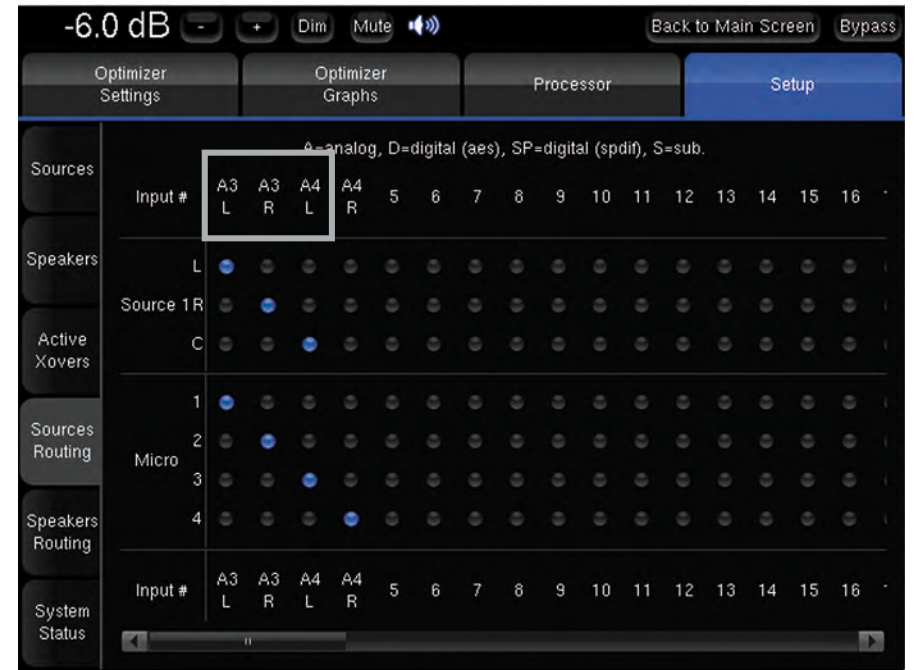 -6.0 dB - + Dim Mute Back to Main Screen Bypass
Optimizer Settings
Optimizer Graphs
Processor
Setup
A=analog, D=digital (aes), SP=digital (spdif), S=sub.
Sources
Speakers
Active Xovers
Sources Routing
Speakers Routing
System Status
Input # A3 L A3 R A4 L A4 R 5 6 7 8 9 10 11 12 13 14 15 16
Source 1
L
R
C
Micro
1
2
3
4
Input # A3 L A3 R A4 L A4 R 5 6 7 8 9 10 11 12 13 14 15 16